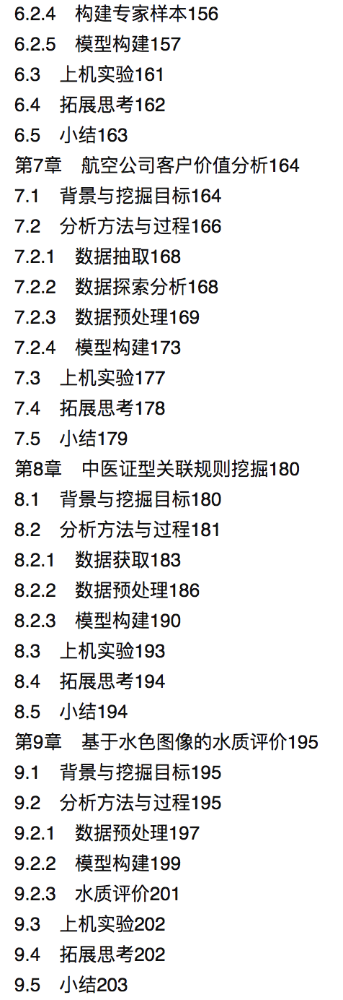 6.2.4　构建专家样本156
6.2.5　模型构建157
6.3　上机实验161
6.4　拓展思考162
6.5　小结163
第7章　航空公司客户价值分析164
7.1　背景与挖掘目标164
7.2　分析方法与过程166
7.2.1　数据抽取168
7.2.2　数据探索分析168
7.2.3　数据预处理169
7.2.4　模型构建173
7.3　上机实验177
7.4　拓展思考178
7.5　小结179
第8章　中医证型关联规则挖掘180
8.1　背景与挖掘目标180
8.2　分析方法与过程181
8.2.1　数据获取183
8.2.2　数据预处理186
8.2.3　模型构建190
8.3　上机实验193
8.4　拓展思考194
8.5　小结194
第9章　基于水色图像的水质评价195
9.1　背景与挖掘目标195
9.2　分析方法与过程195
9.2.1　数据预处理197
9.2.2　模型构建199
9.2.3　水质评价201
9.3　上机实验202
9.4　拓展思考202
9.5　小结203